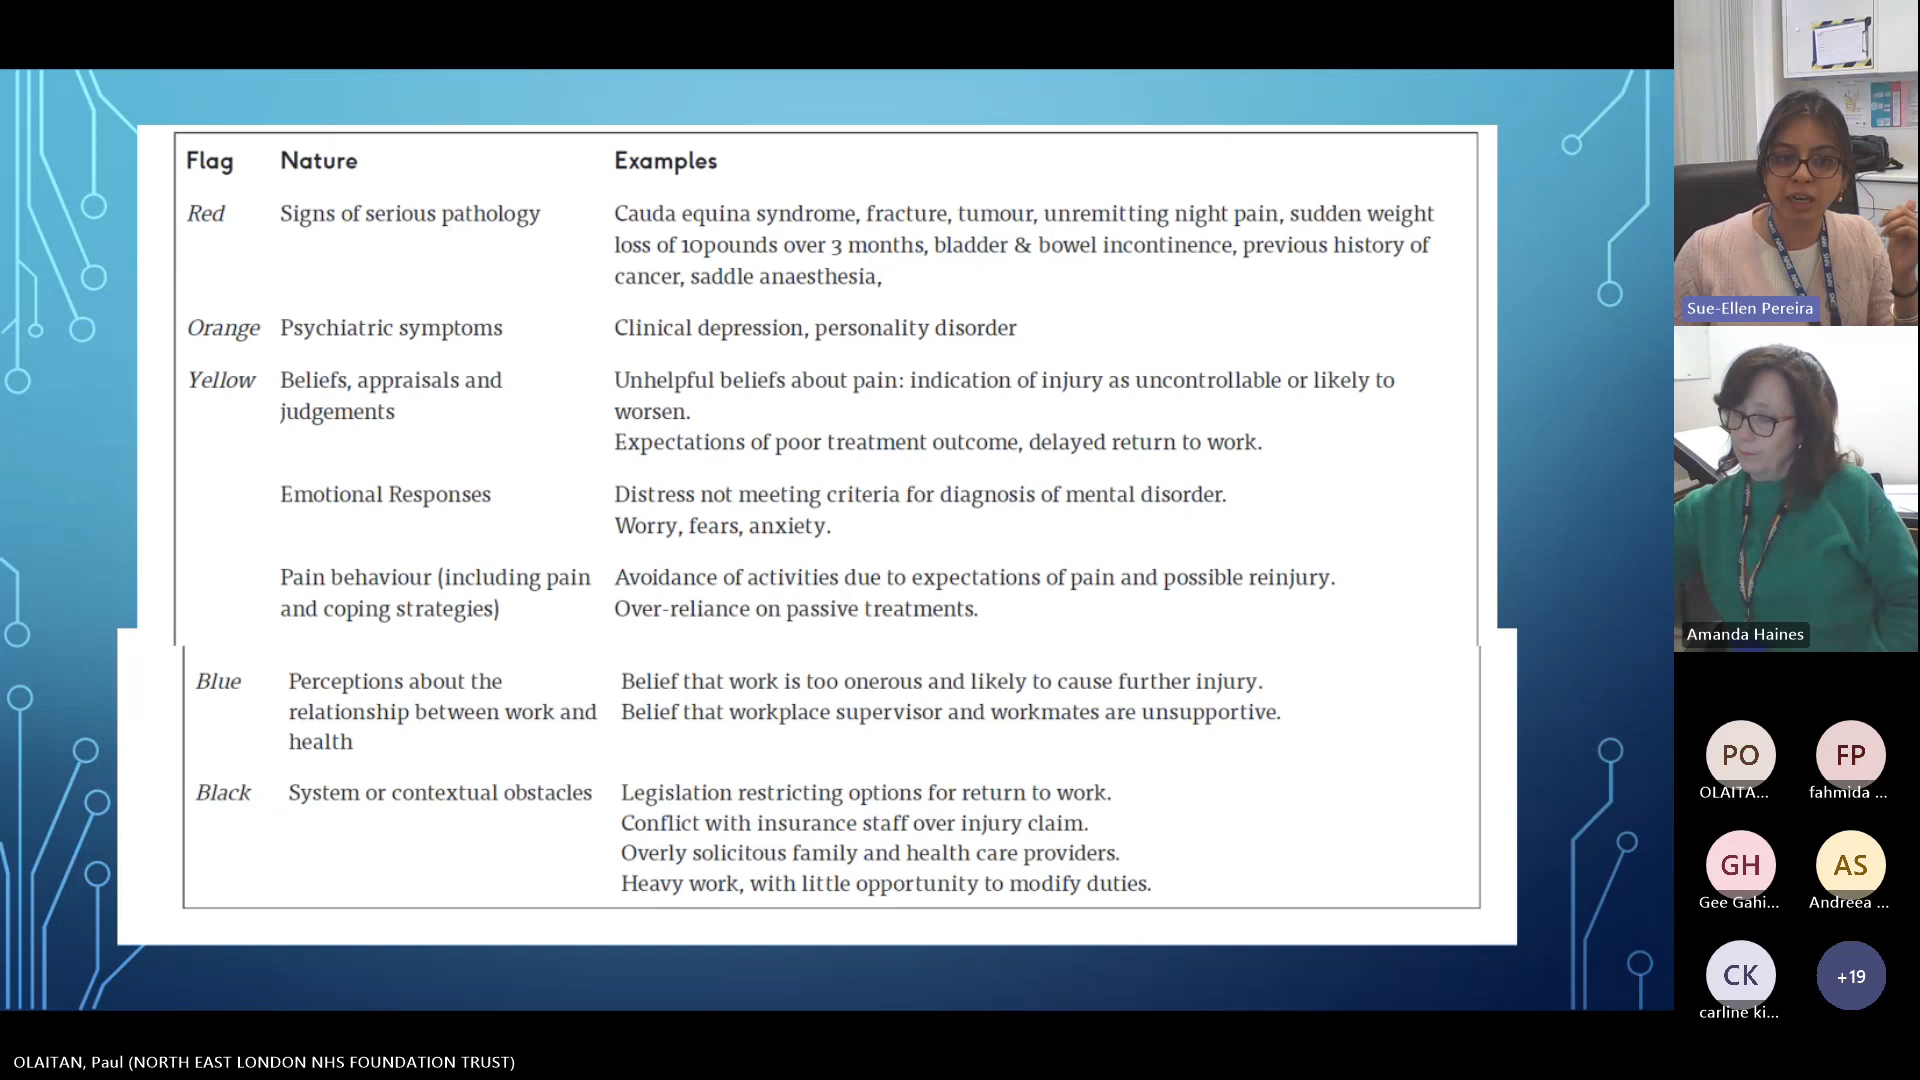 Flag Nature Examples
Red Signs of serious pathology Cauda equina syndrome, fracture, tumour, unremitting night pain, sudden weight
loss of 10pounds over 3 months, bladder & bowel incontinence, previous history of
cancer, saddle anaesthesia,
Orange Psychiatric symptoms Clinical depression, personality disorder
Yellow Beliefs, appraisals and Unhelpful beliefs about pain: indication of injury as uncontrollable or likely to
judgements worsen.
Expectations of poor treatment outcome, delayed return to work.
Emotional Responses Distress not meeting criteria for diagnosis of mental disorder.
Worry, fears, anxiety.
Pain behaviour (including pain Avoidance of activities due to expectations of pain and possible reinjury.
and coping strategies) Over-reliance on passive treatments.
Blue Perceptions about the Belief that work is too onerous and likely to cause further injury.
relationship between work and Belief that workplace supervisor and workmates are unsupportive.
health
Black System or contextual obstacles Legislation restricting options for return to work.
Conflict with insurance staff over injury claim.
Overly solicitous family and health care providers.
Heavy work, with little opportunity to modify duties.
Sue-Ellen Pereira
Amanda Haines
PO FP
OLAITA... fahmida ...
GH AS
Gee Gahi... Andreea ...
CK +19
carline ki...
OLAITAN, Paul (NORTH EAST LONDON NHS FOUNDATION TRUST)